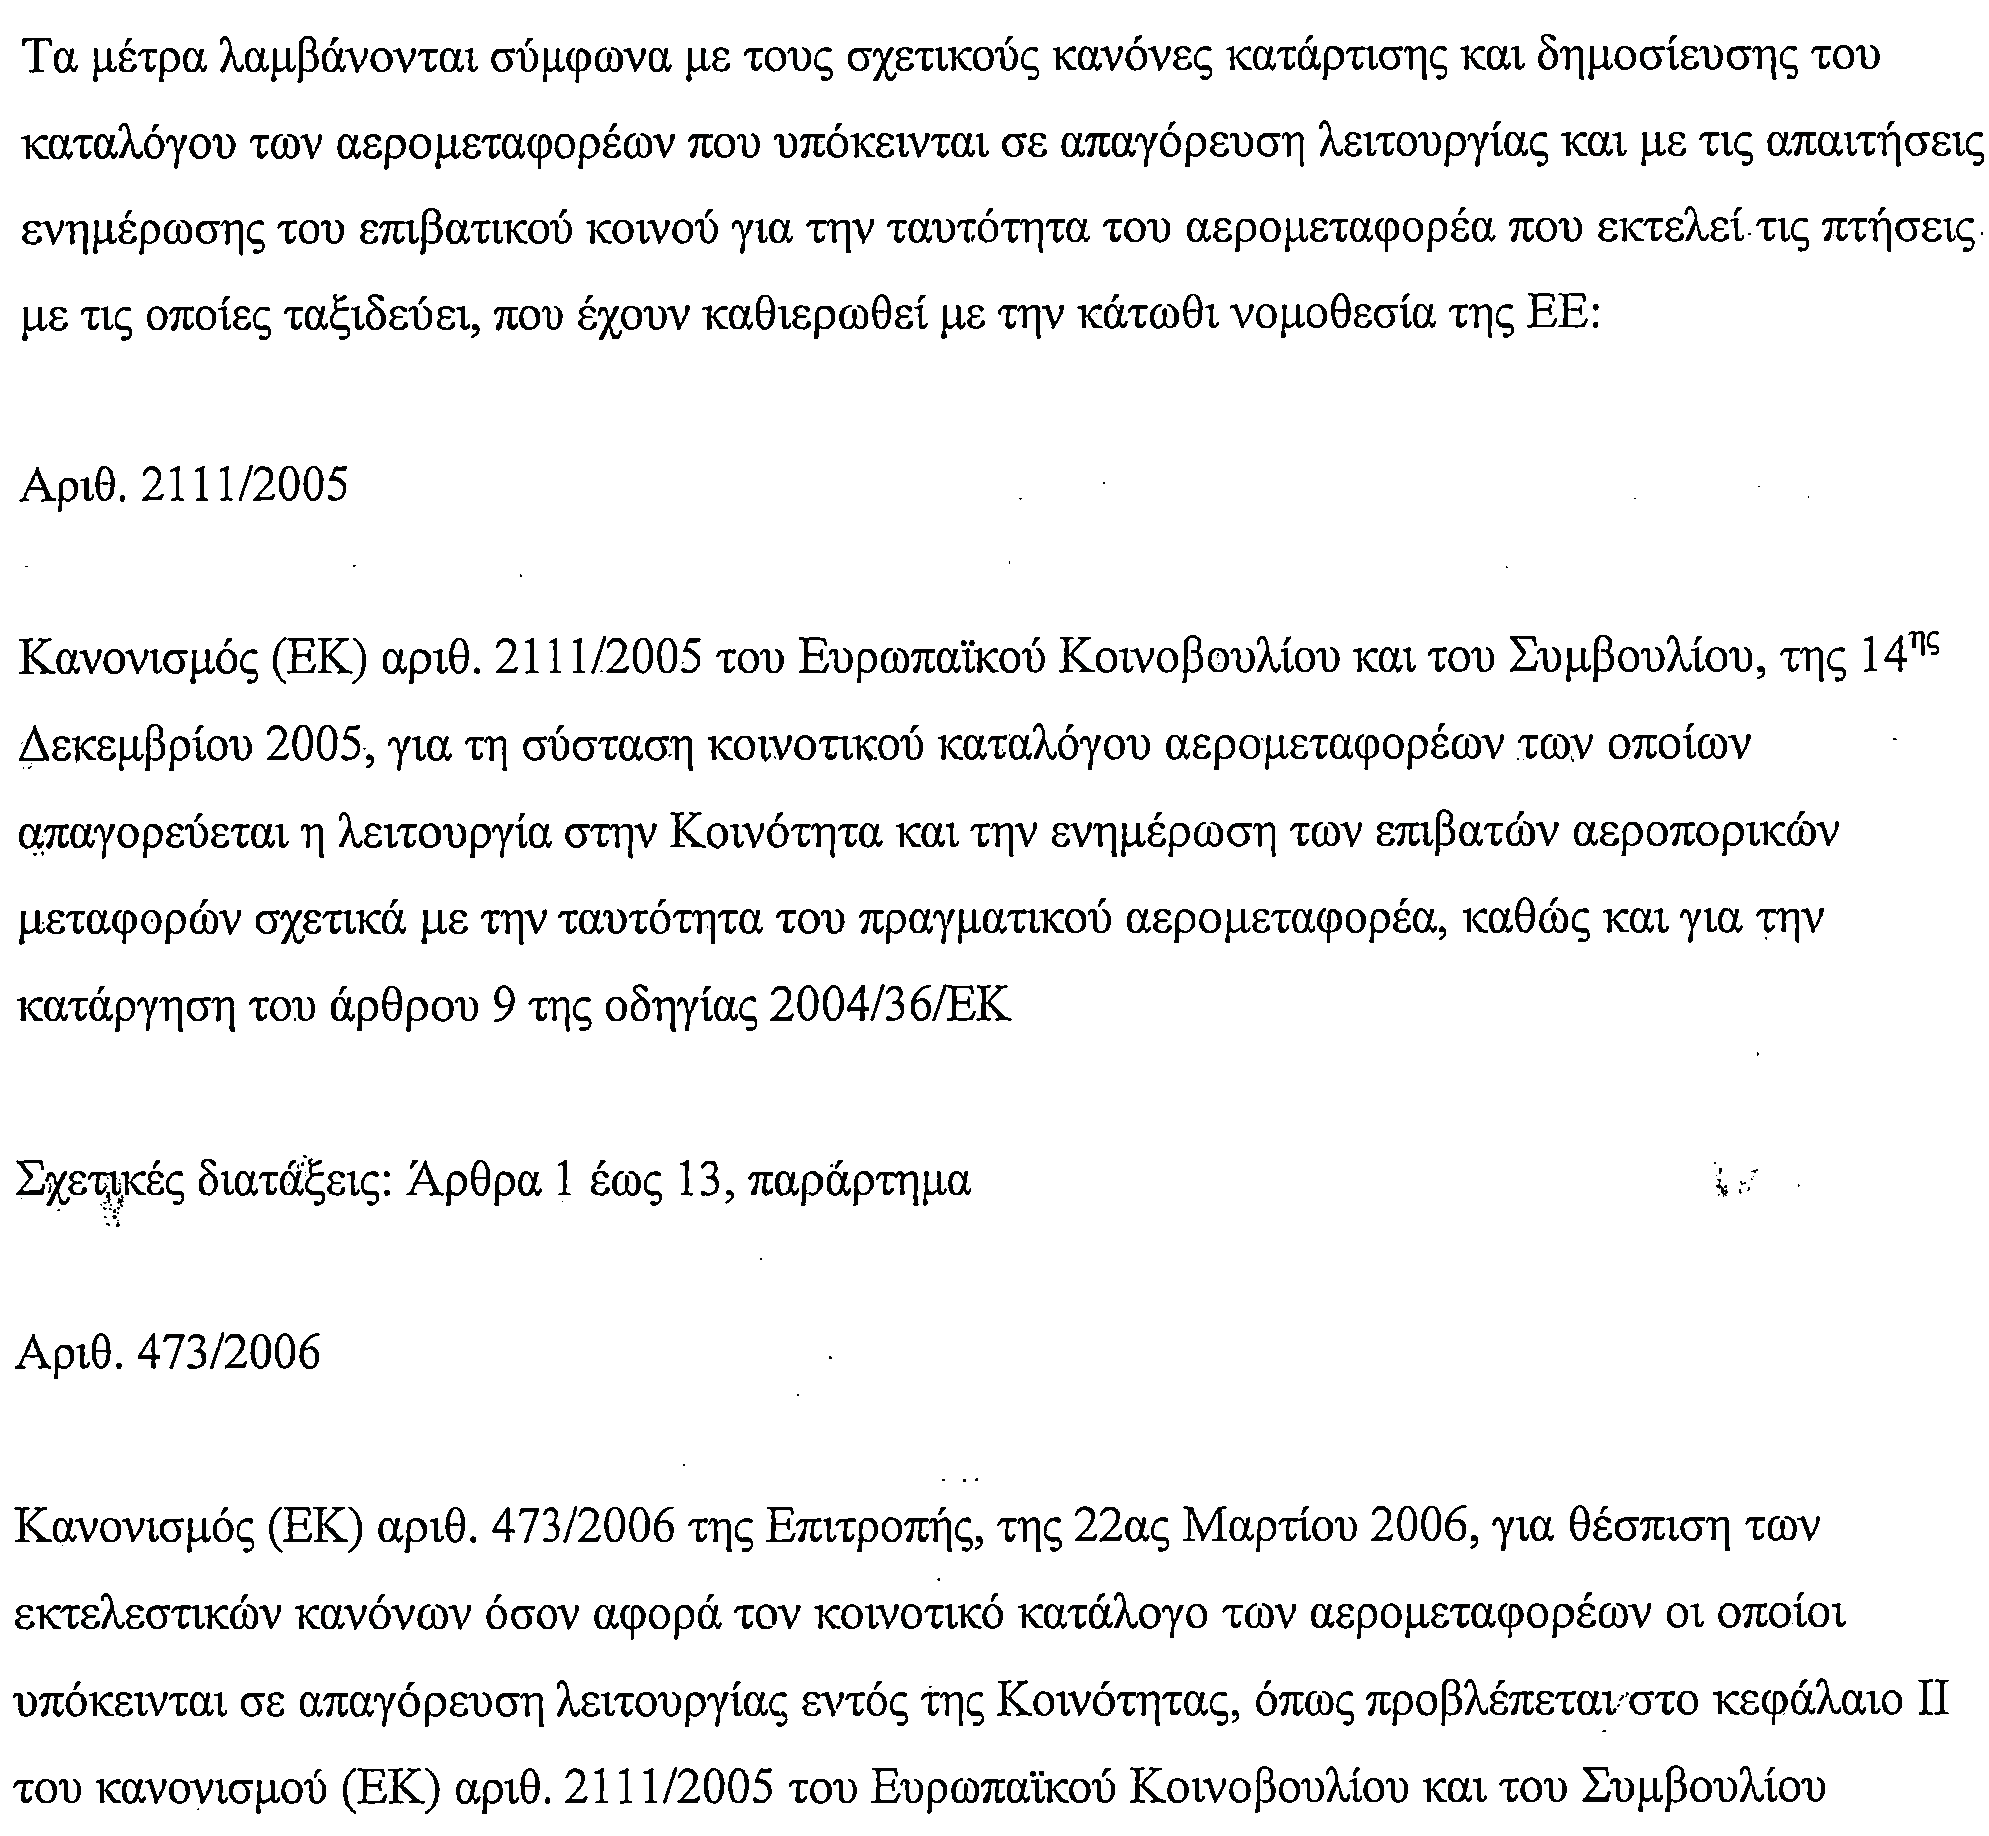 Τα μέτρα λαμβάνονται σύμφωνα με τους σχετικούς κανόνες κατάρτισης και δημοσίευσης του
καταλόγου των αερομεταφορέων που υπόκεινται σε απαγόρευση λειτουργίας και με τις απαιτήσεις
ενημέρωσης του επιβατικού κοινού για την ταυτότητα του αερομεταφορέα που εκτελεί τις πτήσεις
με τις οποίες ταξιδεύει, που έχουν καθιερωθεί με την κάτωθι νομοθεσία της ΕΕ:
Αριθ. 2111/2005
Κανονισμός (ΕΚ) αριθ. 2111/2005 του Ευρωπαϊκού Κοινοβουλίου και του Συμβουλίου, της 14ης
Δεκεμβρίου 2005, για τη σύσταση κοινοτικού καταλόγου αερομεταφορέων των οποίων
απαγορεύεται η λειτουργία στην Κοινότητα και την ενημέρωση των επιβατών αεροπορικών
μεταφορών σχετικά με την ταυτότητα του πραγματικού αερομεταφορέα, καθώς και για την
κατάργηση του άρθρου 9 της οδηγίας 2004/36/ΕΚ
Σχετικές διατάξεις: Άρθρα 1 έως 13, παράρτημα
Αριθ. 473/2006
Κανονισμός (ΕΚ) αριθ. 473/2006 της Επιτροπής, της 22ας Μαρτίου 2006, για θέσπιση των
εκτελεστικών κανόνων όσον αφορά τον κοινοτικό κατάλογο των αερομεταφορέων οι οποίοι
υπόκεινται σε απαγόρευση λειτουργίας εντός της Κοινότητας, όπως προβλέπεται στο κεφάλαιο ΙΙ
του κανονισμού (ΕΚ) αριθ. 2111/2005 του Ευρωπαϊκού Κοινοβουλίου και του Συμβουλίου